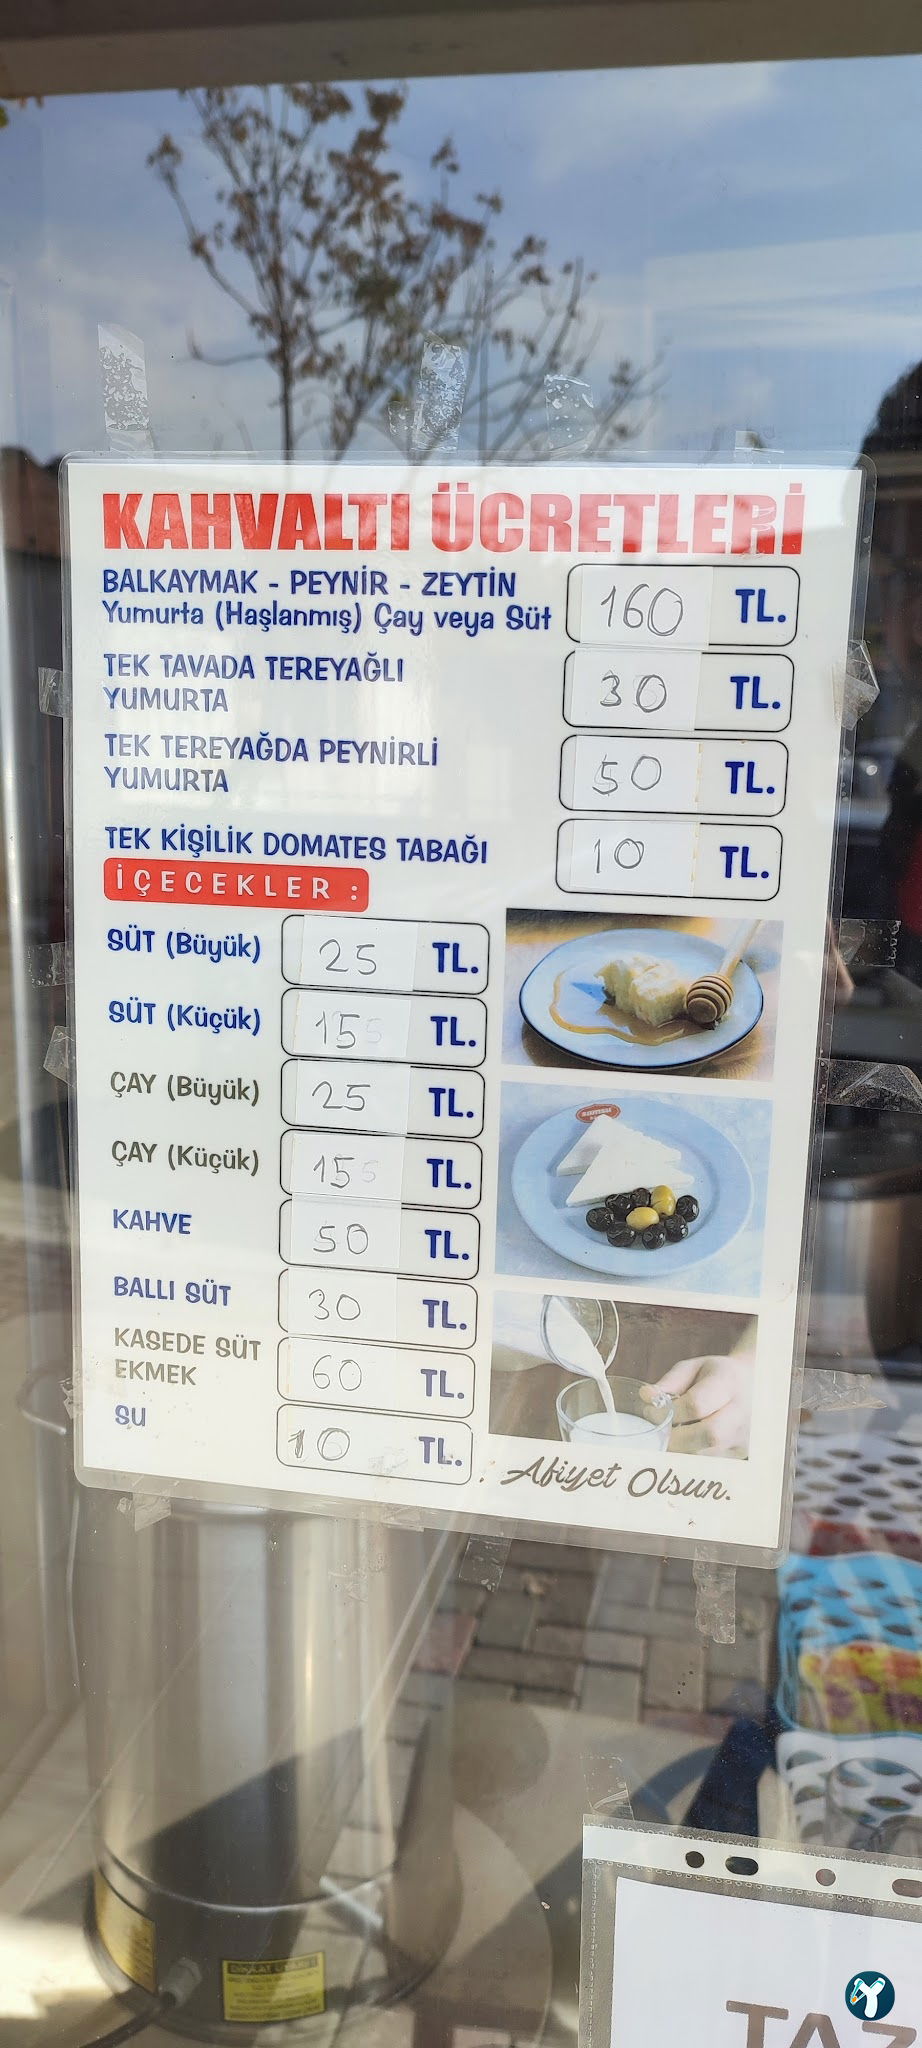 KAHVALTI ÜCRETLERİ
BALKAYMAK - PEYNİR - ZEYTİN
Yumurta (Haşlanmış) Çay veya Süt 160 TL.
TEK TAVADA TEREYAĞLI
YUMURTA 30 TL.
TEK TEREYAĞDA PEYNİRLİ
YUMURTA 50 TL.
TEK KİŞİLİK DOMATES TABAĞI 10 TL.
İÇECEKLER :
SÜT (Büyük) 25 TL.
SÜT (Küçük) 15 TL.
ÇAY (Büyük) 25 TL.
ÇAY (Küçük) 15 TL.
KAHVE 50 TL.
BALLI SÜT 30 TL.
KASEDE SÜT
EKMEK 60 TL.
SU 10 TL.
Afiyet Olsun.
TAZ